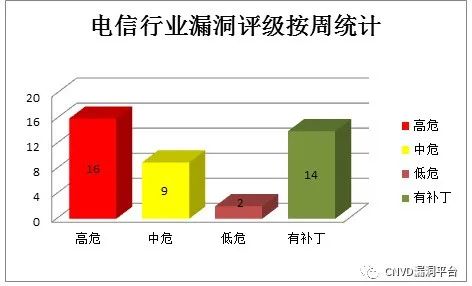 电信行业漏洞评级按周统计
20
16
12
8
4
0
16
9
2
14
高危
中危
低危
有补丁
高危
中危
低危
有补丁
CNVD漏洞平台